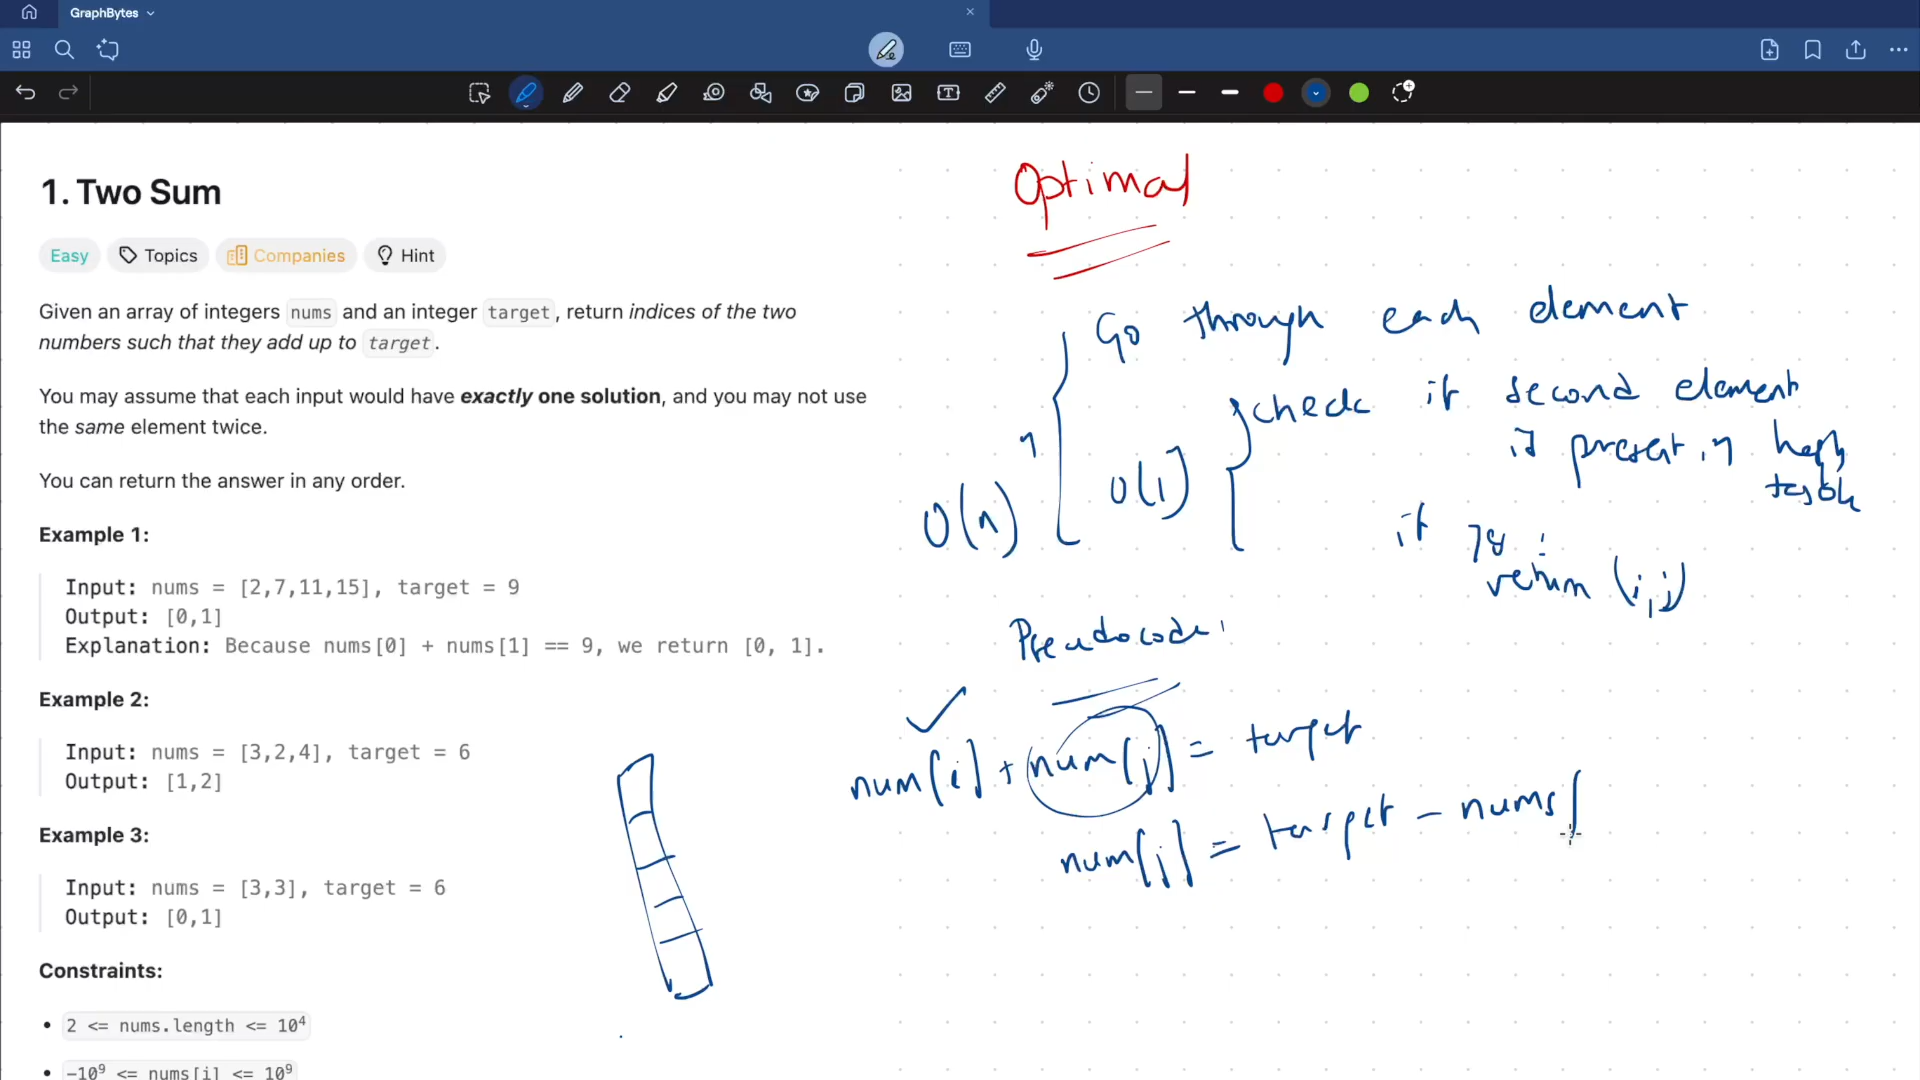 GraphBytes
1. Two Sum
Easy Topics Companies Hint
Given an array of integers nums and an integer target, return indices of the two
numbers such that they add up to target.
You may assume that each input would have exactly one solution, and you may not use
the same element twice.
You can return the answer in any order.
Example 1:
Input: nums = [2,7,11,15], target = 9
Output: [0,1]
Explanation: Because nums[0] + nums[1] == 9, we return [0, 1].
Example 2:
Input: nums = [3,2,4], target = 6
Output: [1,2]
Example 3:
Input: nums = [3,3], target = 6
Output: [0,1]
Constraints:
• 2 <= nums.length <= 10⁴
• -10⁹ <= nums[i] <= 10⁹
Optimal
Go through each element
check if second element
is present in hash
table
n
O(n)
O(1)
if
return (i,j)
Pseudocode
num[i] + num[j] = target
num[j] = target - nums[